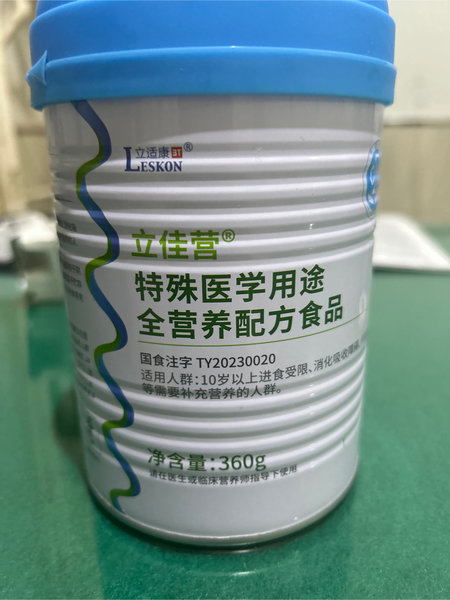 立适康®
LESKON
立佳营®
特殊医学用途
全营养配方食品
国食注字 TY20230020
适用人群：10岁以上进食受限、消化吸收障碍、
等需要补充营养的人群。
净含量：360g
请在医生或临床营养师指导下使用